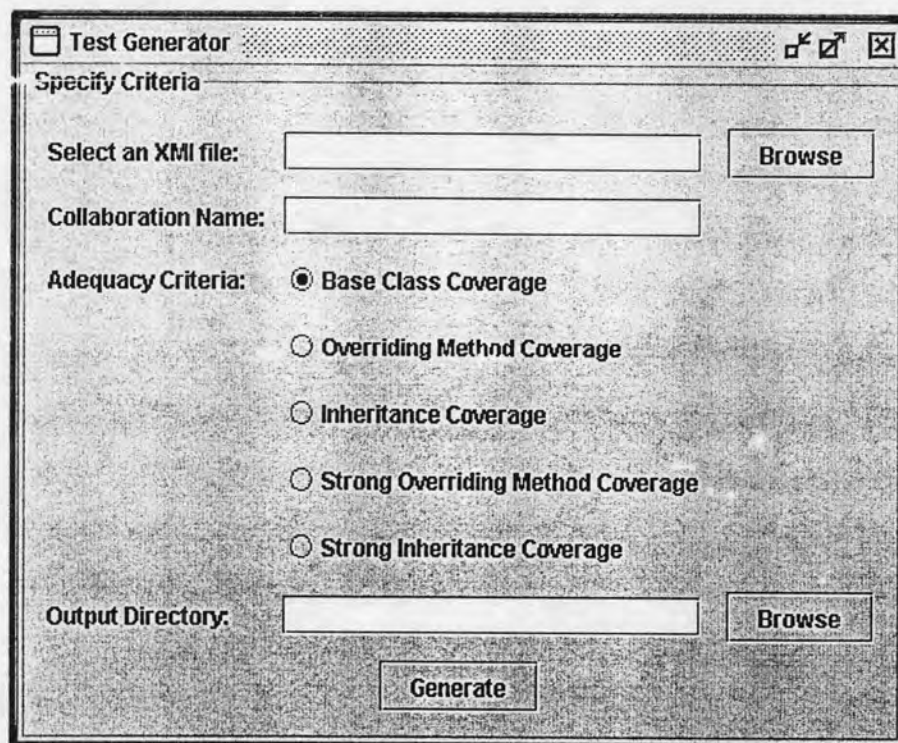 Test Generator
Specify Criteria
Select an XMI file:
Browse
Collaboration Name:
Adequacy Criteria:
Base Class Coverage
Overriding Method Coverage
Inheritance Coverage
Strong Overriding Method Coverage
Strong Inheritance Coverage
Output Directory:
Browse
Generate